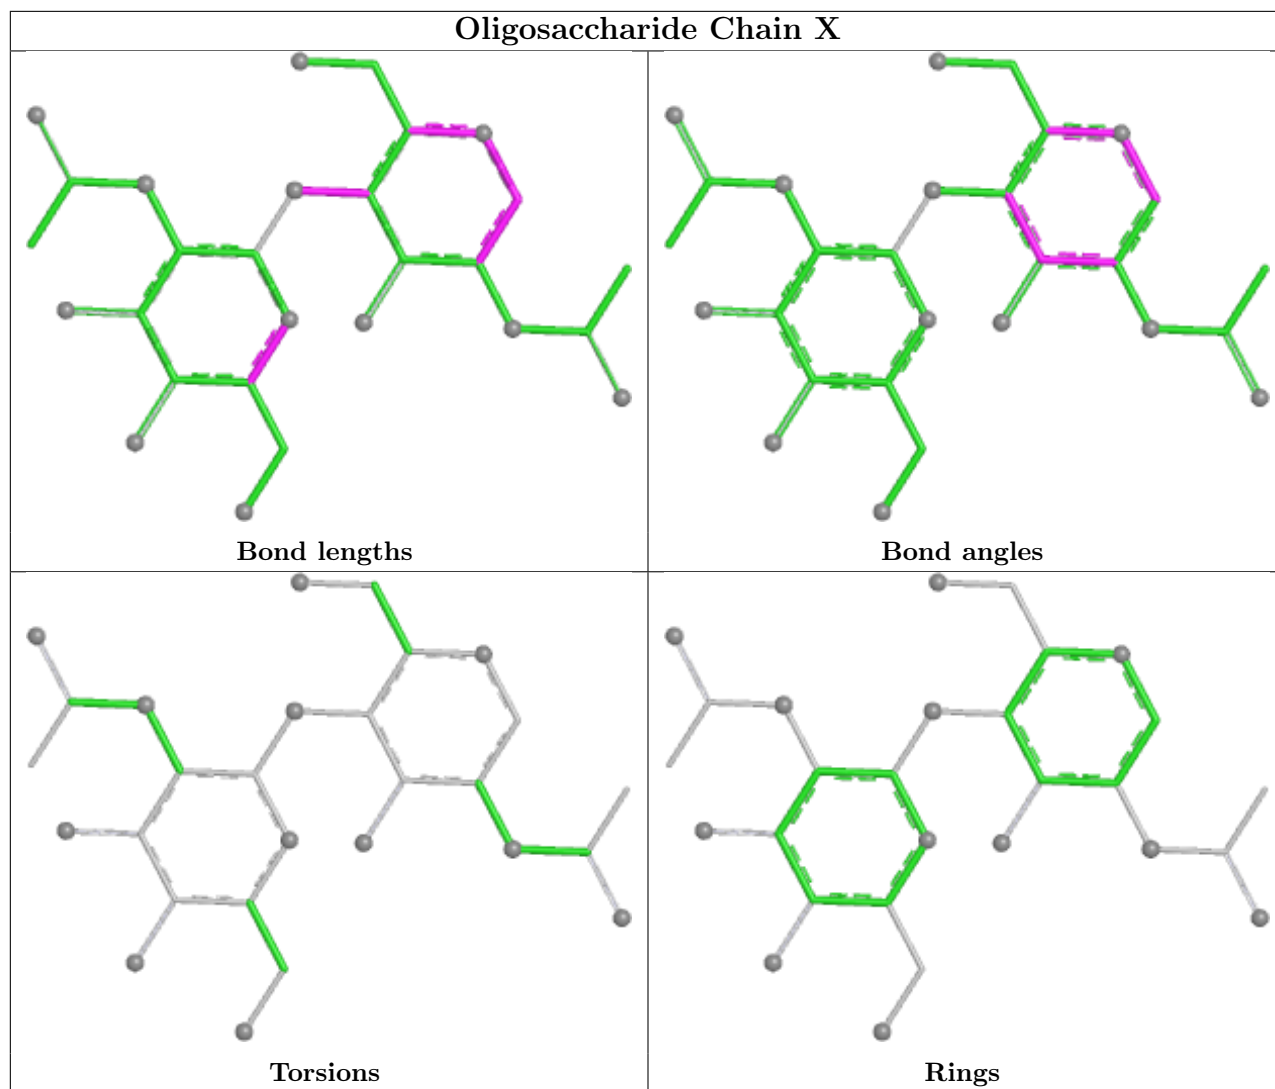 Oligosaccharide Chain X
Bond lengths
Bond angles
Torsions
Rings